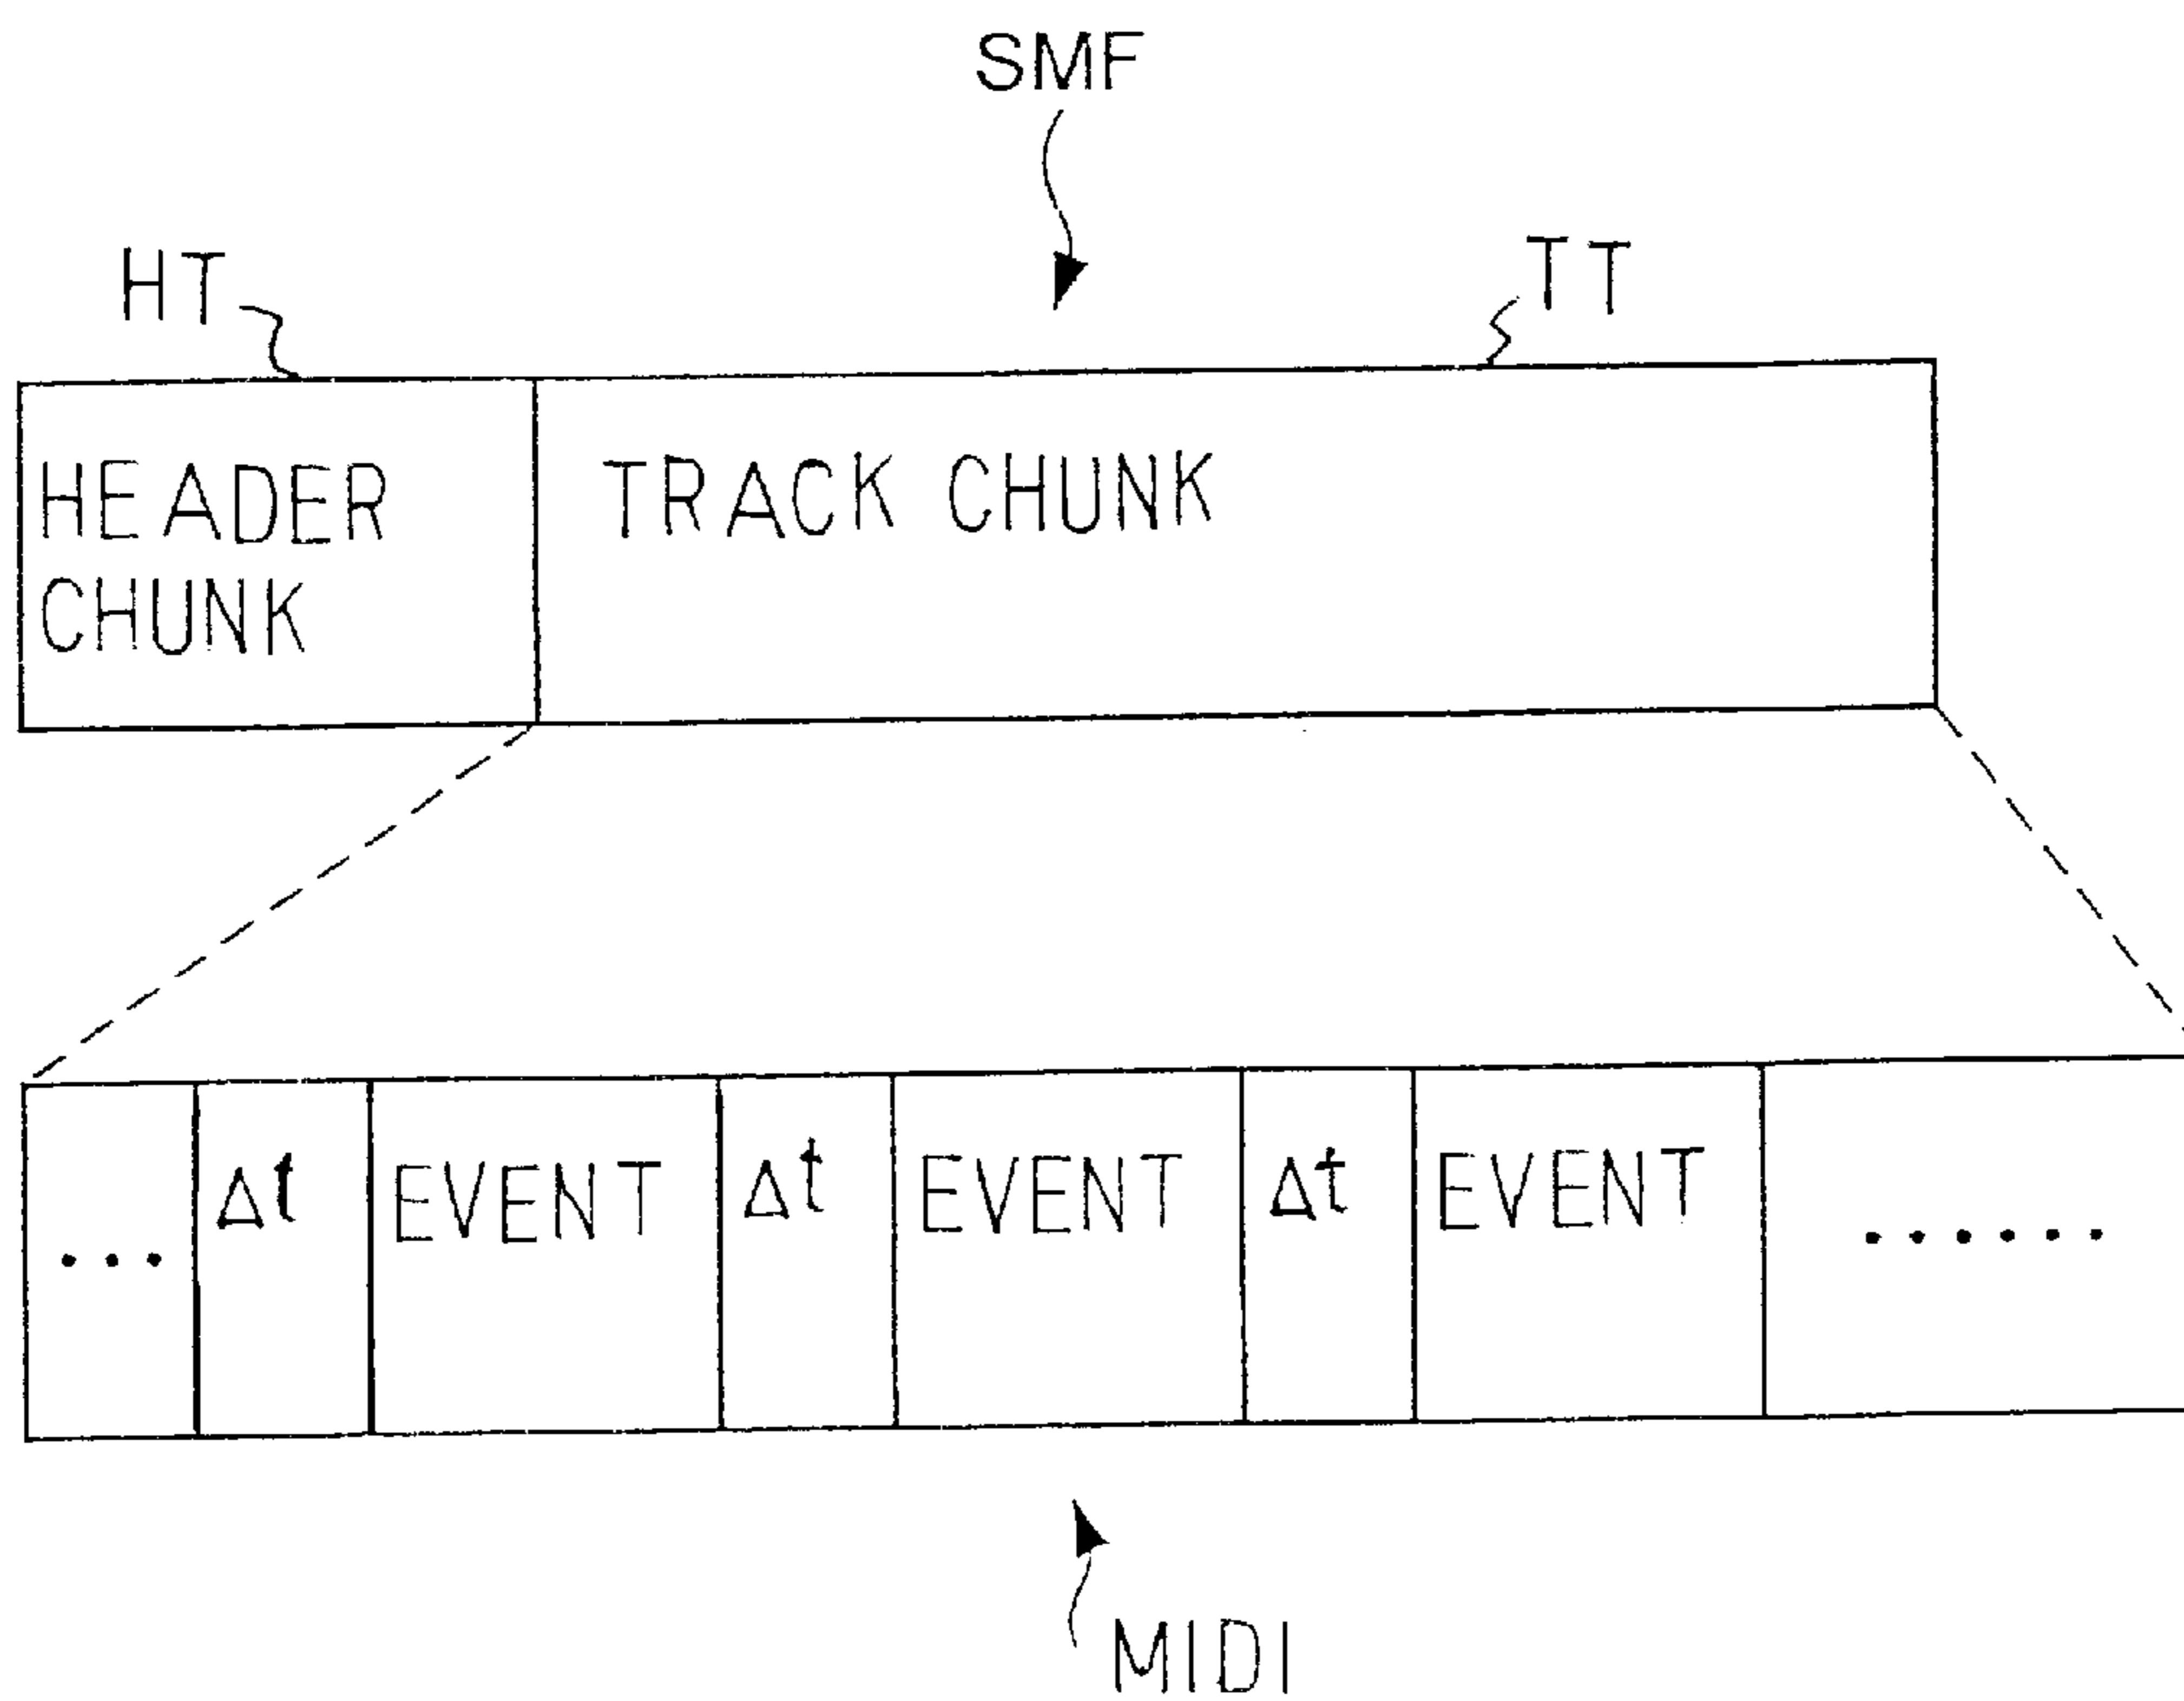 SMF
HT
TT
HEADER
CHUNK
TRACK CHUNK
... Δt EVENT Δt EVENT Δt EVENT ......
MIDI